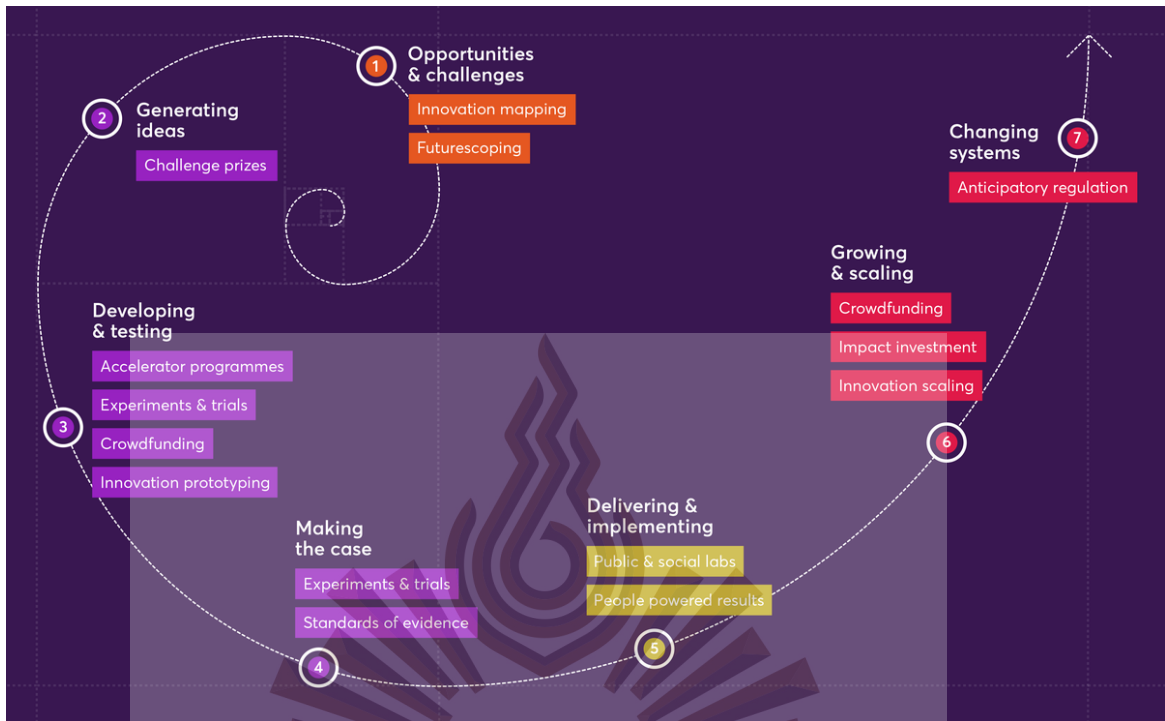 1
Opportunities
& challenges
Innovation mapping
Futurescoping
2
Generating
ideas
Challenge prizes
3
Developing
& testing
Accelerator programmes
Experiments & trials
Crowdfunding
Innovation prototyping
4
Making
the case
Experiments & trials
Standards of evidence
5
Delivering &
implementing
Public & social labs
People powered results
6
Growing
& scaling
Crowdfunding
Impact investment
Innovation scaling
7
Changing
systems
Anticipatory regulation